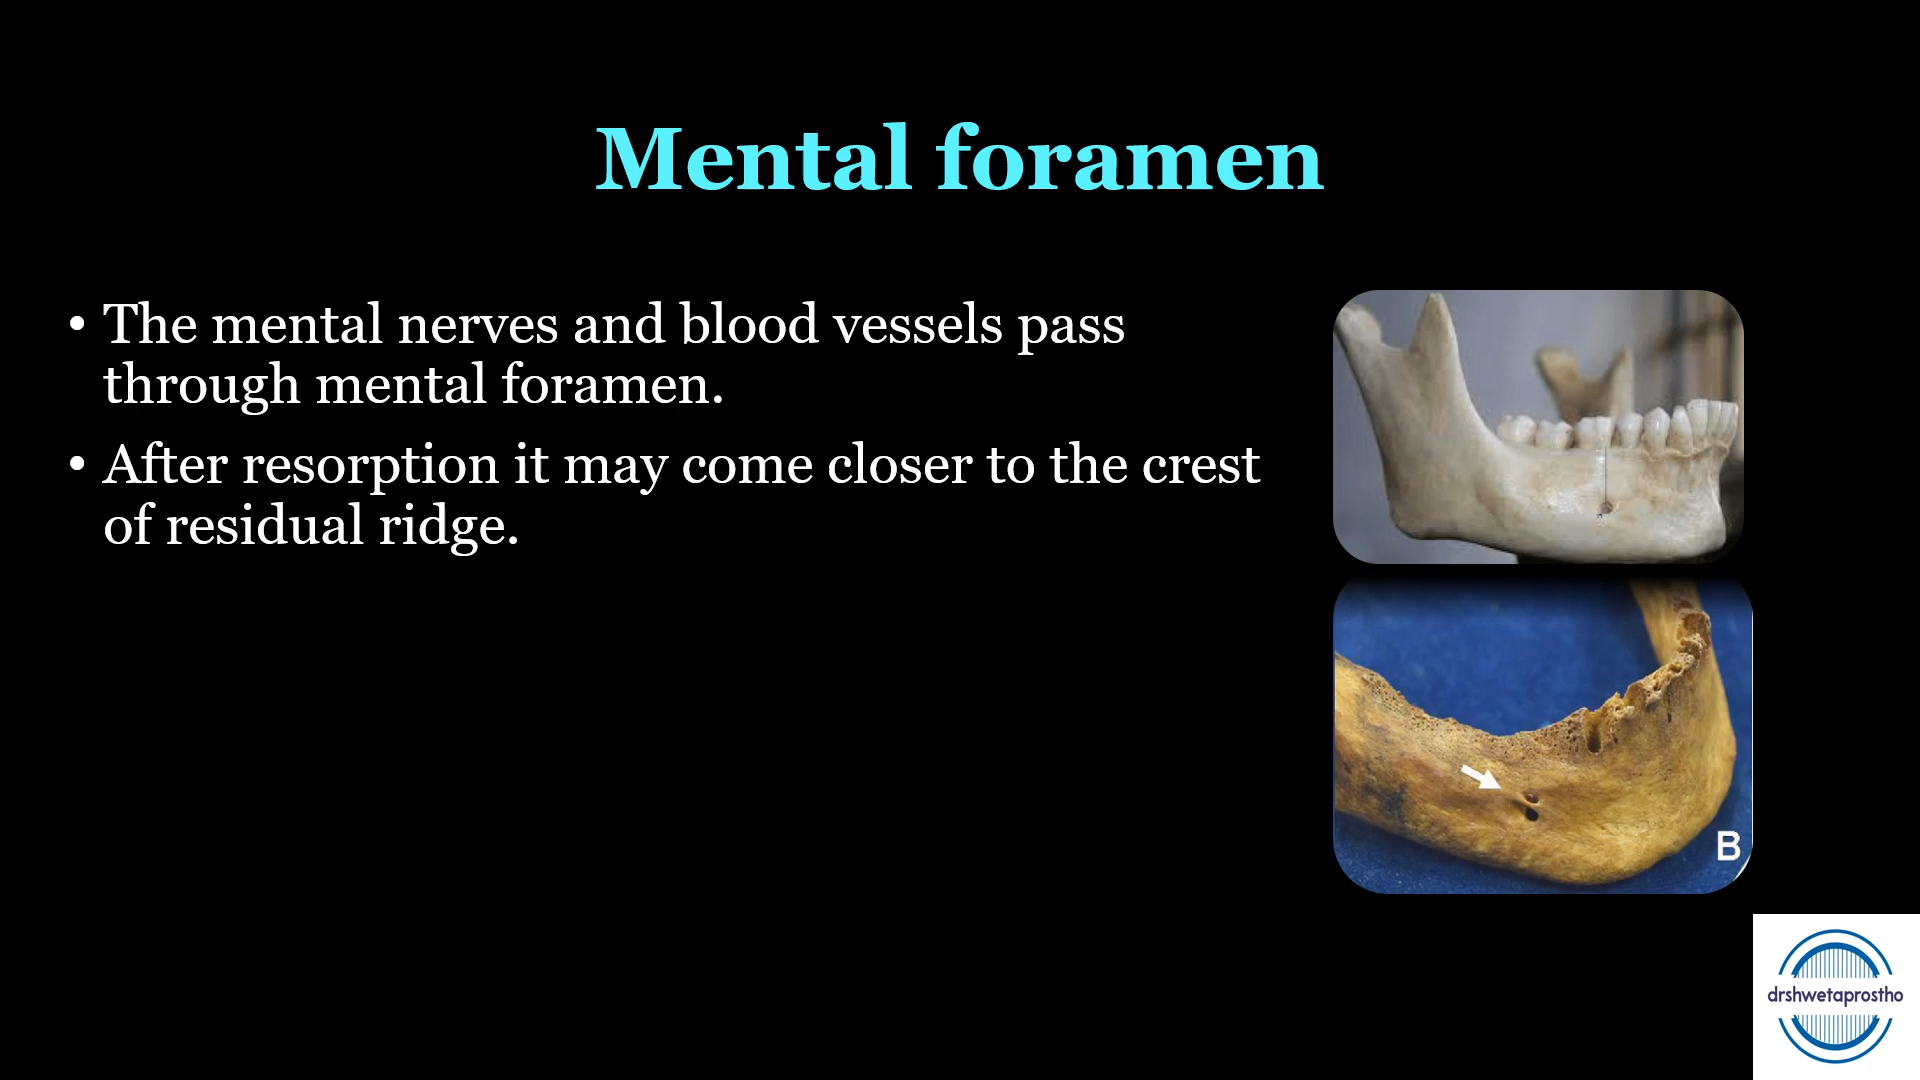 Mental foramen
• The mental nerves and blood vessels pass
through mental foramen.
• After resorption it may come closer to the crest
of residual ridge.
B
drshwetaprostho